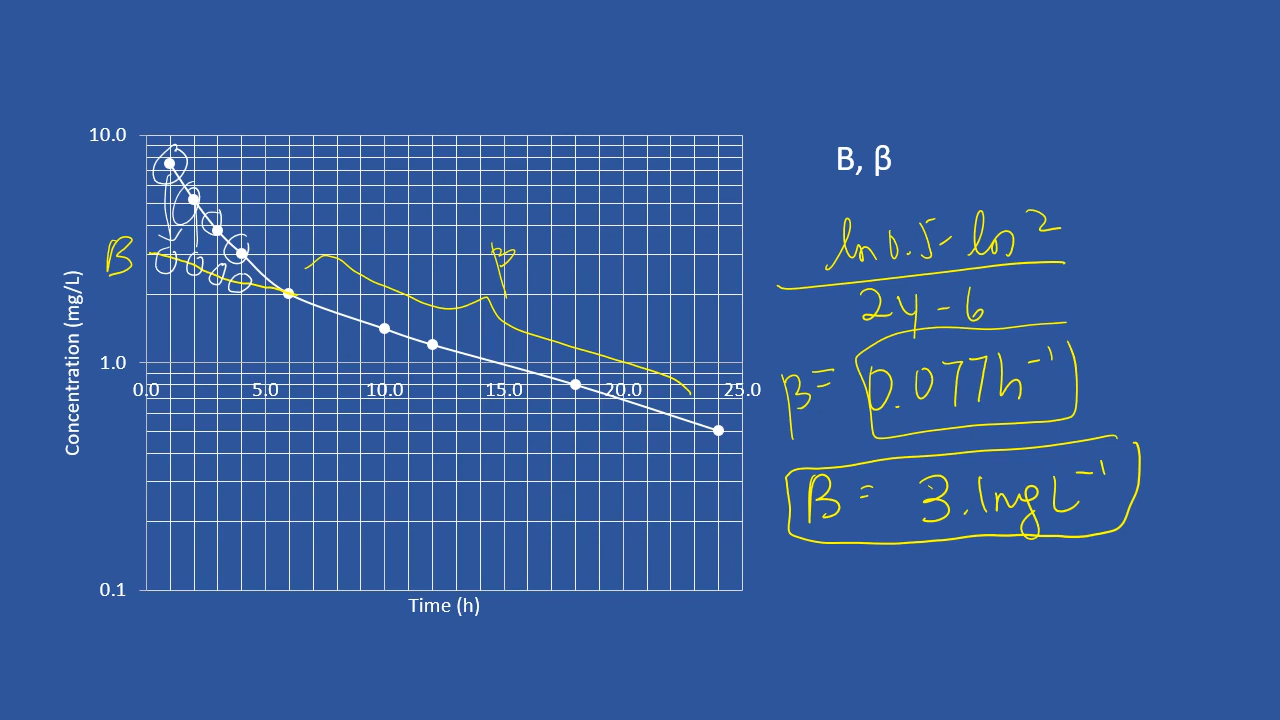 10.0
1.0
0.1
0.0 5.0 10.0 15.0 20.0 25.0
Concentration (mg/L)
Time (h)
B
β
B, β
ln 0.5 - ln 2
24 - 6
β = 0.077h⁻¹
B = 3.1mgL⁻¹